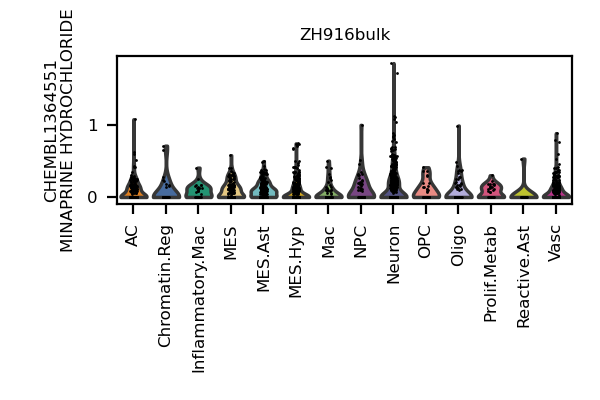 ZH916bulk
CHEMBL1364551
MINAPRINE HYDROCHLORIDE
1
0
AC
Chromatin.Reg
Inflammatory.Mac
MES
MES.Ast
MES.Hyp
Mac
NPC
Neuron
OPC
Oligo
Prolif.Metab
Reactive.Ast
Vasc